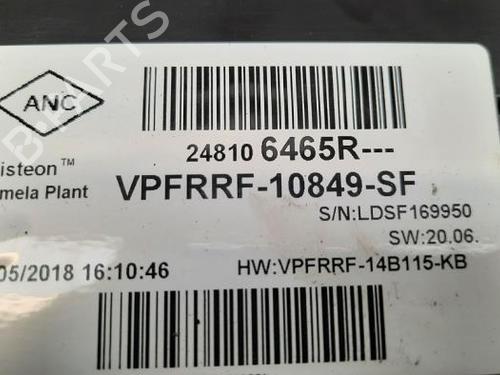 ANC
24810 6465R---
isteon™
mela Plant
VPFRRF-10849-SF
S/N:LDSF169950
SW:20.06.
05/2018 16:10:46
HW:VPFRRF-14B115-KB
B PARTS